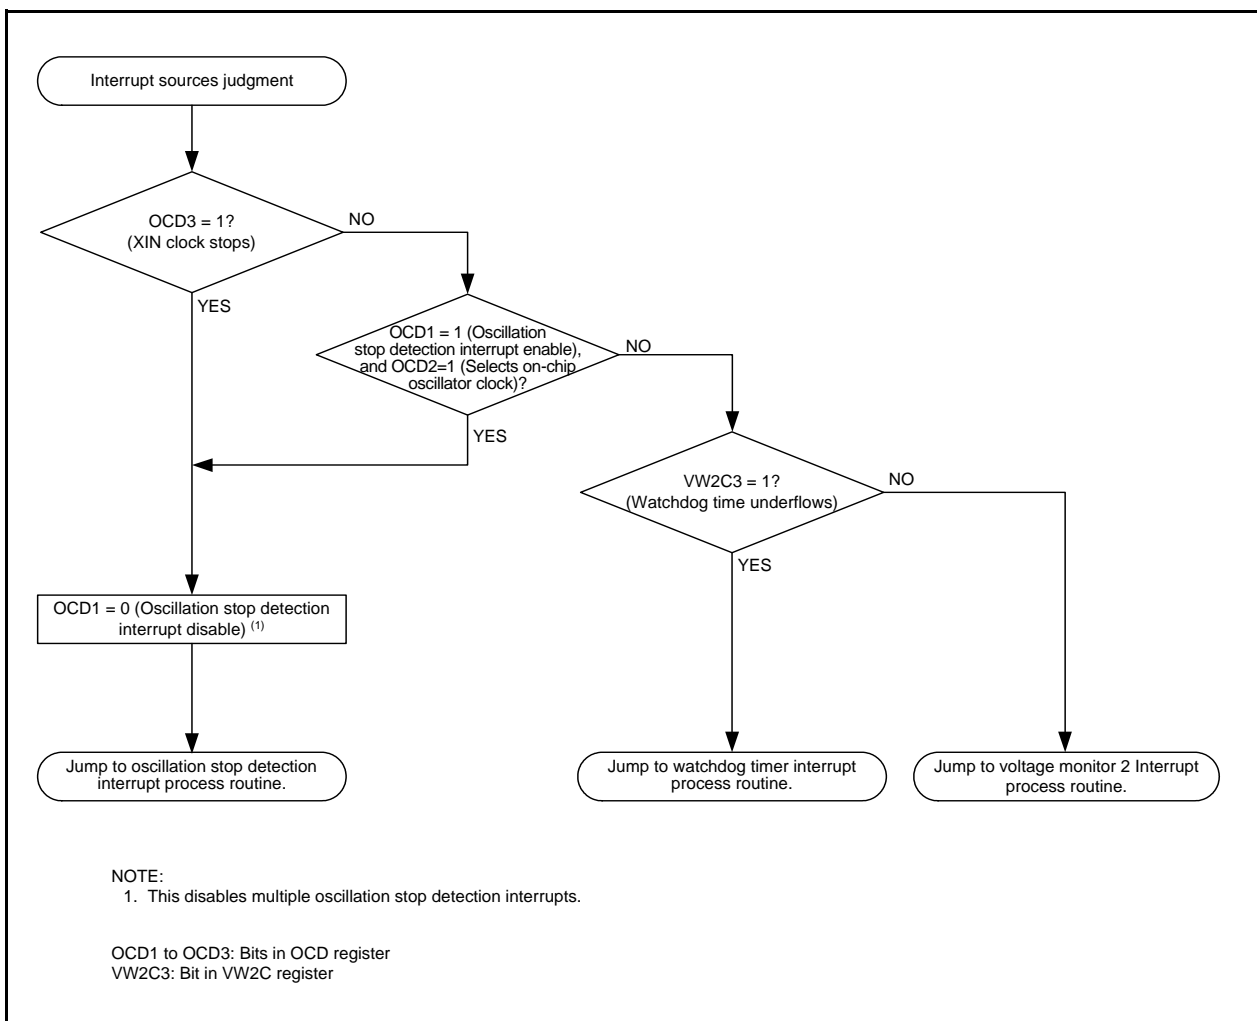 Interrupt sources judgment
OCD3 = 1?
(XIN clock stops)
NO
YES
OCD1 = 1 (Oscillation
stop detection interrupt enable),
and OCD2=1 (Selects on-chip
oscillator clock)?
NO
YES
VW2C3 = 1?
(Watchdog time underflows)
NO
YES
OCD1 = 0 (Oscillation stop detection
interrupt disable) (1)
Jump to oscillation stop detection
interrupt process routine.
Jump to watchdog timer interrupt
process routine.
Jump to voltage monitor 2 Interrupt
process routine.
NOTE:
1. This disables multiple oscillation stop detection interrupts.
OCD1 to OCD3: Bits in OCD register
VW2C3: Bit in VW2C register